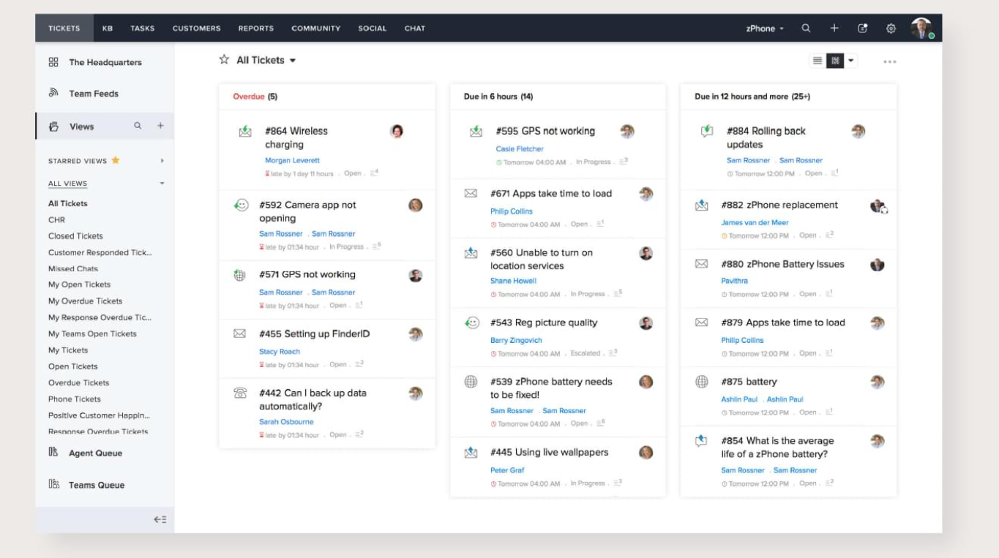 TICKETS KB TASKS CUSTOMERS REPORTS COMMUNITY SOCIAL CHAT zPhone
The Headquarters
Team Feeds
Views
STARRED VIEWS
ALL VIEWS
All Tickets
CHR
Closed Tickets
Customer Responded Tick...
Missed Chats
My Open Tickets
My Overdue Tickets
My Response Overdue Tic...
My Teams Open Tickets
My Tickets
Open Tickets
Overdue Tickets
Phone Tickets
Positive Customer Happin...
Response Overdue Tickets
Agent Queue
Teams Queue
All Tickets
Overdue (5)
#864 Wireless
charging
Morgan Leverett
late by 1 day 11 hours . Open . 4
#592 Camera app not
opening
Sam Rossner . Sam Rossner
late by 01:34 hour . In Progress .
#571 GPS not working
Sam Rossner . Sam Rossner
late by 01:34 hour . Open . 1
#455 Setting up FinderID
Stacy Roach
late by 01:34 hour . Open . 2
#442 Can I back up data
automatically?
Sarah Osbourne
late by 01:34 hour . Open . 2
Due in 6 hours (14)
#595 GPS not working
Casie Fletcher
Tomorrow 04:00 AM . In Progress . 3
#671 Apps take time to load
Philip Collins
Tomorrow 04:00 AM . Open . 1
#560 Unable to turn on
location services
Shane Howell
Tomorrow 04:00 AM . In Progress . 5
#543 Reg picture quality
Barry Zingovich
Tomorrow 04:00 AM . Escalated . 3
#539 zPhone battery needs
to be fixed!
Sam Rossner . Sam Rossner
Tomorrow 04:00 AM . Open .
#445 Using live wallpapers
Peter Graf
Tomorrow 04:00 AM . In Progress . 3
Due in 12 hours and more (25+)
#884 Rolling back
updates
Sam Rossner . Sam Rossner
Tomorrow 12:00 PM . Open . 1
#882 zPhone replacement
James van der Meer
Tomorrow 12:00 PM . Open . 2
#880 zPhone Battery Issues
Pavithra
Tomorrow 12:00 PM . Open . 1
#879 Apps take time to load
Philip Collins
Tomorrow 12:00 PM . Open . 1
#875 battery
Ashlin Paul . Ashlin Paul
Tomorrow 12:00 PM . Open . 1
#854 What is the average
life of a zPhone battery?
Sam Rossner . Sam Rossner
Tomorrow 12:00 PM . Open . 2